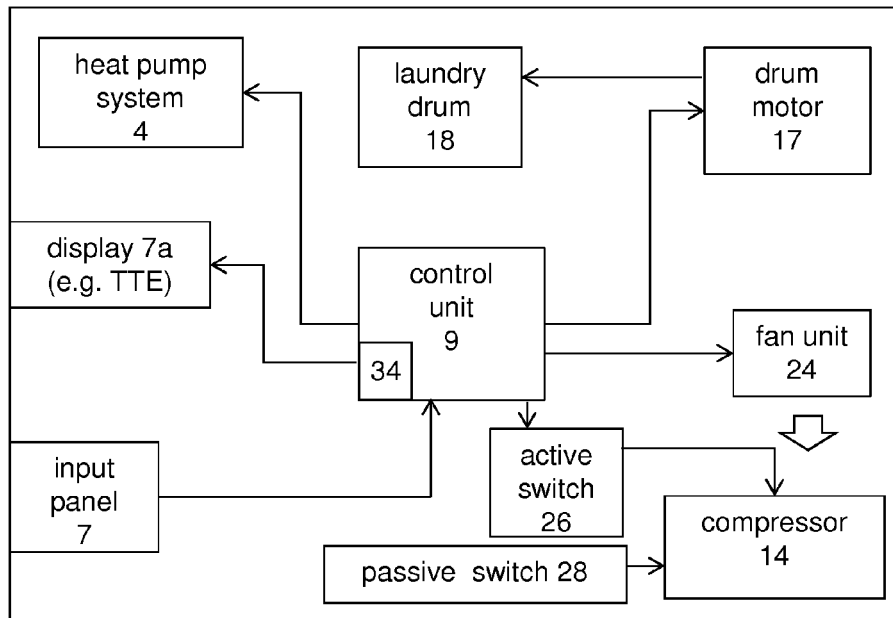 heat pump
system
4
laundry
drum
18
drum
motor
17
display 7a
(e.g. TTE)
control
unit
9
34
fan unit
24
input
panel
7
active
switch
26
compressor
14
passive switch 28